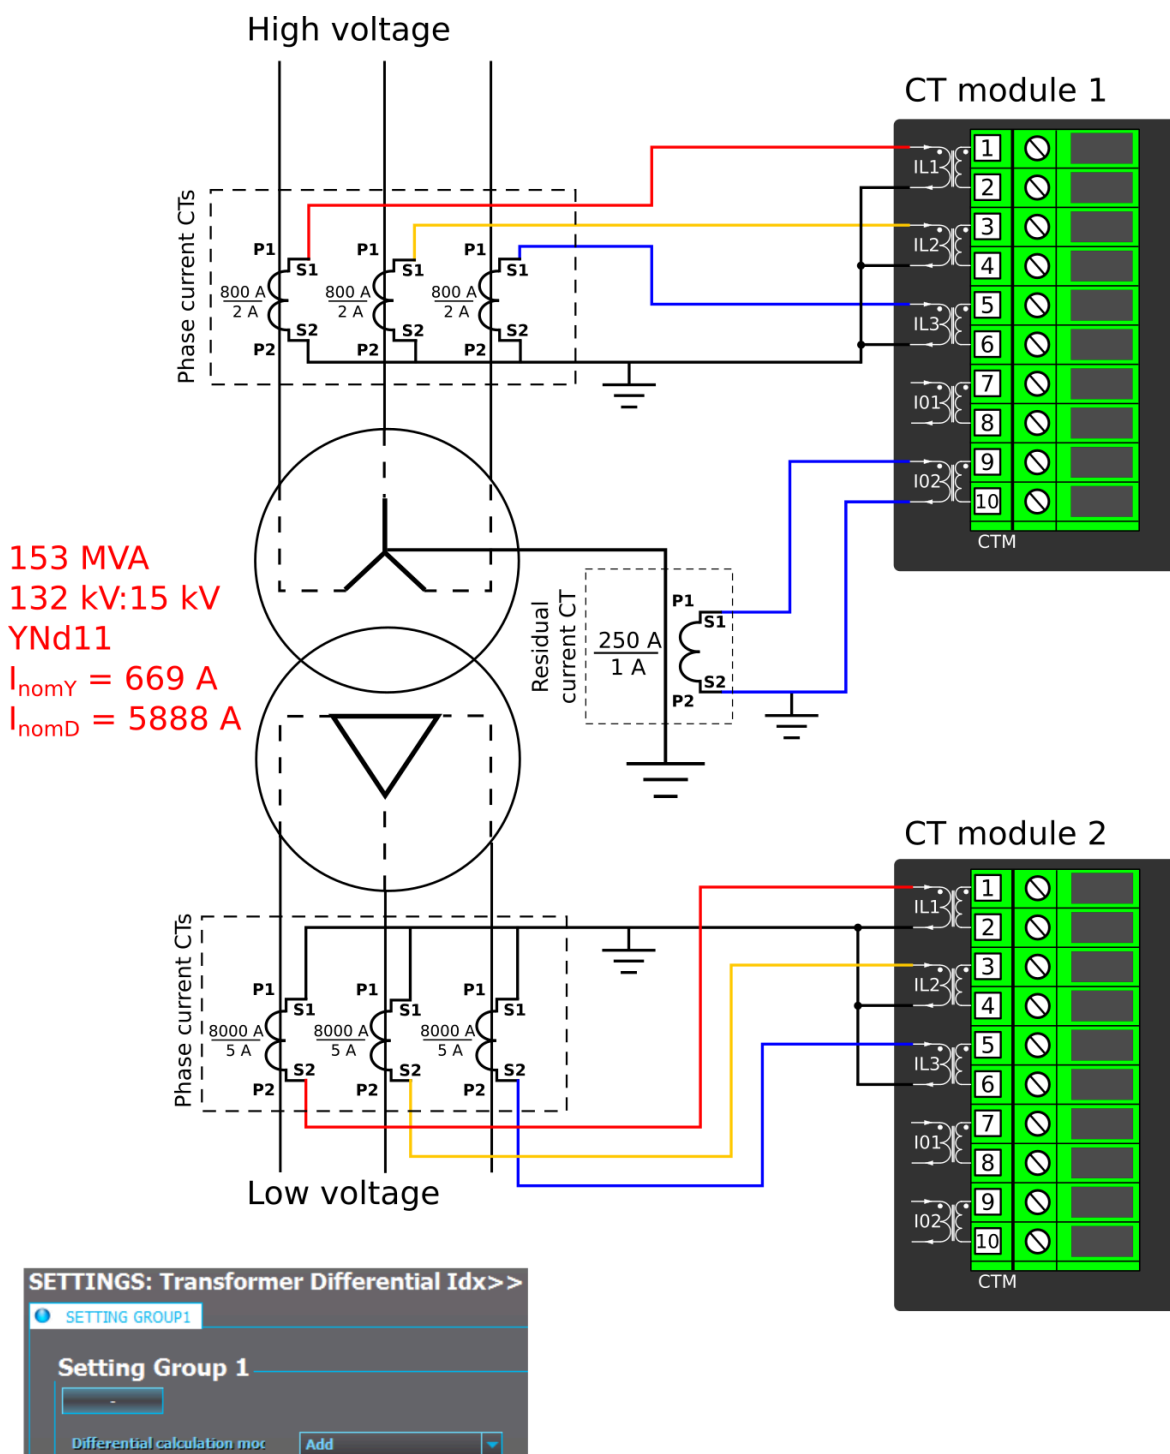 High voltage
CT module 1
Phase current CTs
P1
S1
800 A
2 A
S2
P2
P1
S1
800 A
2 A
S2
P2
P1
S1
800 A
2 A
S2
P2
IL1
1
2
IL2
3
4
IL3
5
6
I01
7
8
I02
9
10
CTM
153 MVA
132 kV:15 kV
YNd11
InomY = 669 A
InomD = 5888 A
Residual
current CT
P1
S1
250 A
1 A
S2
P2
CT module 2
Phase current CTs
P1
S1
8000 A
5 A
S2
P2
P1
S1
8000 A
5 A
S2
P2
P1
S1
8000 A
5 A
S2
P2
IL1
1
2
IL2
3
4
IL3
5
6
I01
7
8
I02
9
10
CTM
Low voltage
SETTINGS: Transformer Differential Idx>>
SETTING GROUP1
Setting Group 1
-
Differential calculation moc
Add